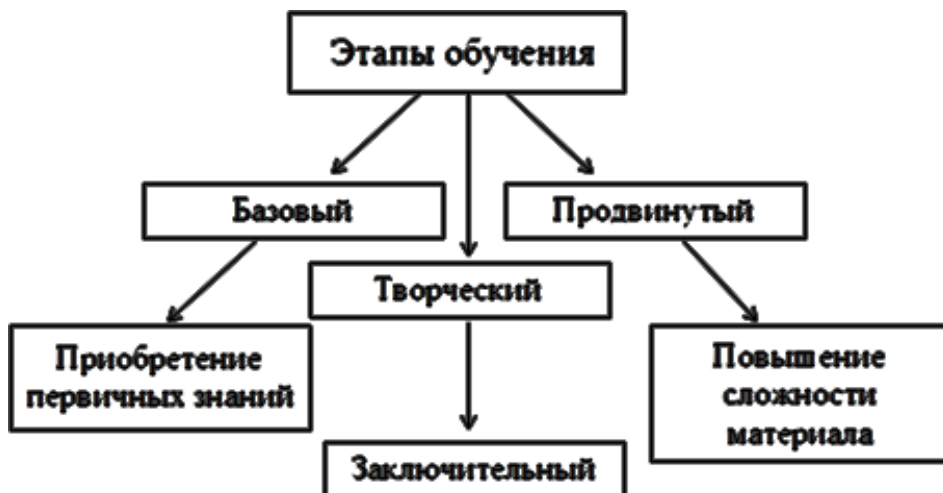 Этапы обучения
Базовый
Продвинутый
Творческий
Приобретение
первичных знаний
Повышение
сложности
материала
Заключительный